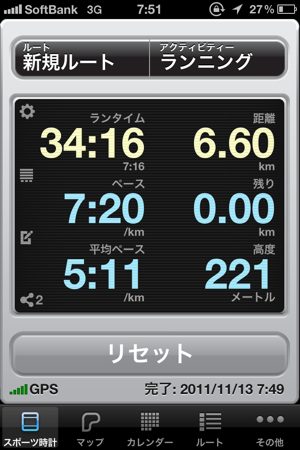 SoftBank 3G 7:51 27%
ルート アクティビティー
新規ルート ランニング
ランタイム 距離
34:16 6.60
7:16 km
ペース 残り
7:20 0.00
/km km
平均ペース 高度
5:11 221
2 /km メートル
リセット
GPS 完了: 2011/11/13 7:49
スポーツ時計 マップ カレンダー ルート その他